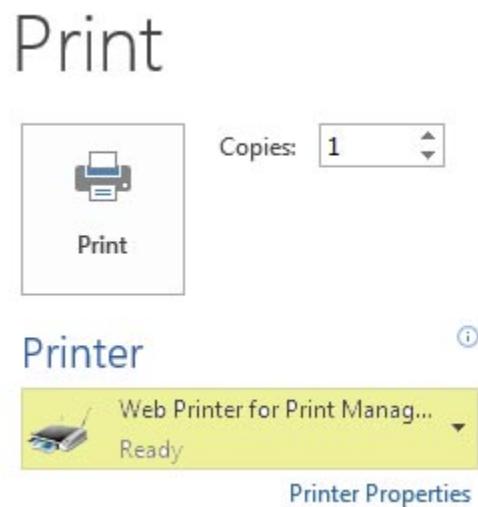 Print
Copies: 1
Print
Printer
Web Printer for Print Manag...
Ready
Printer Properties